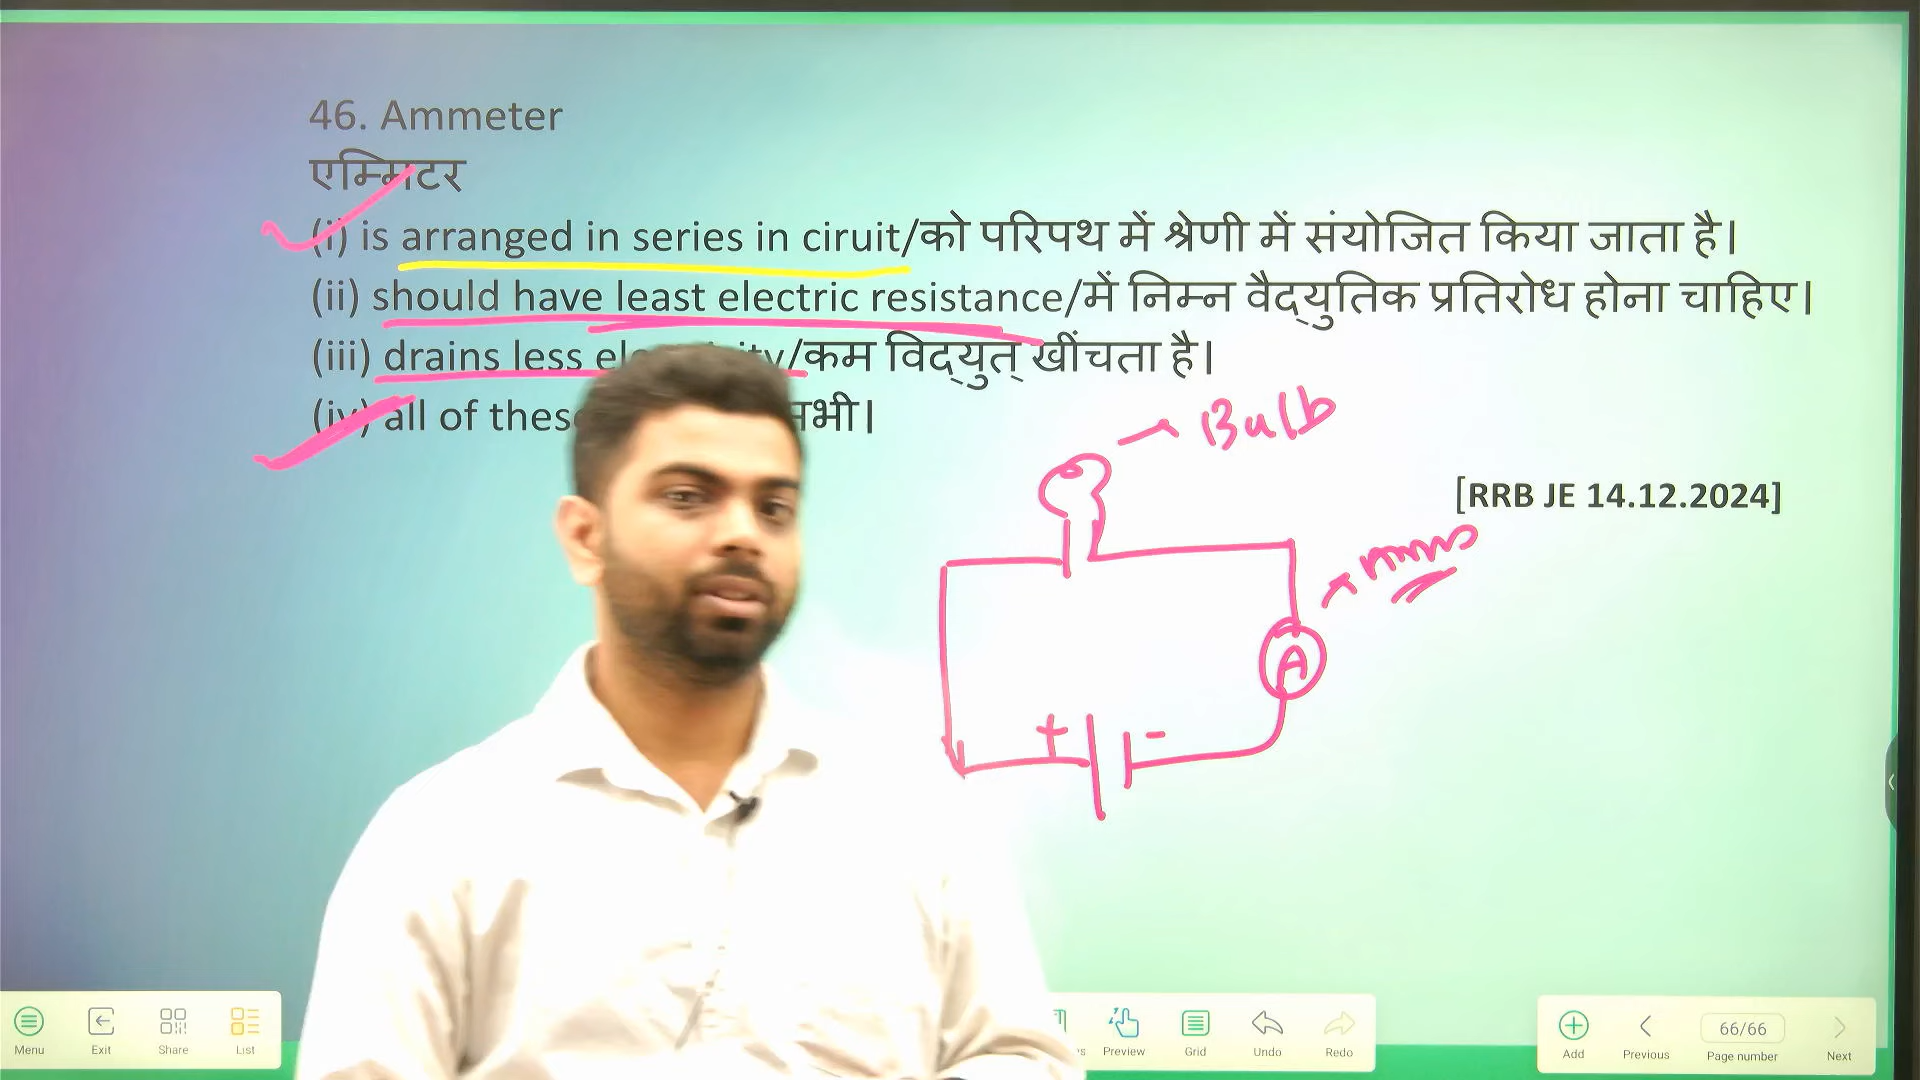 46. Ammeter
एम्मिटर
(i) is arranged in series in ciruit/को परिपथ में श्रेणी में संयोजित किया जाता है।
(ii) should have least electric resistance/में निम्न वैद्युतिक प्रतिरोध होना चाहिए।
(iii) drains less /कम विद्युत् खींचता है।
(iv) all of these
Bulb
[RRB JE 14.12.2024]
A
+ -
Menu Exit Share List Preview Grid Undo Redo Add Previous 66/66 Page number Next